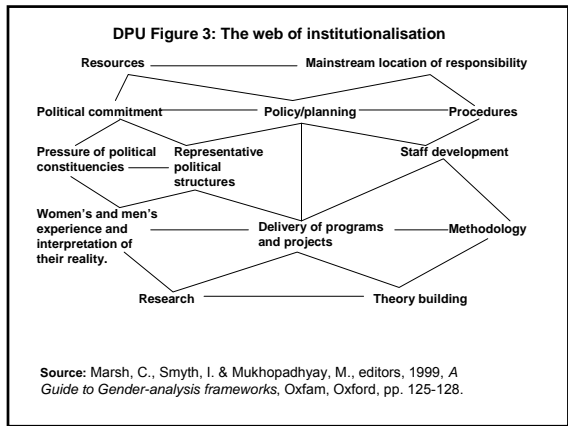 DPU Figure 3: The web of institutionalisation
Resources
Mainstream location of responsibility
Political commitment
Policy/planning
Procedures
Pressure of political
constituencies
Representative
political
structures
Staff development
Women's and men's
experience and
interpretation of
their reality.
Delivery of programs
and projects
Methodology
Research
Theory building
Source: Marsh, C., Smyth, I. & Mukhopadhyay, M., editors, 1999, A
Guide to Gender-analysis frameworks, Oxfam, Oxford, pp. 125-128.